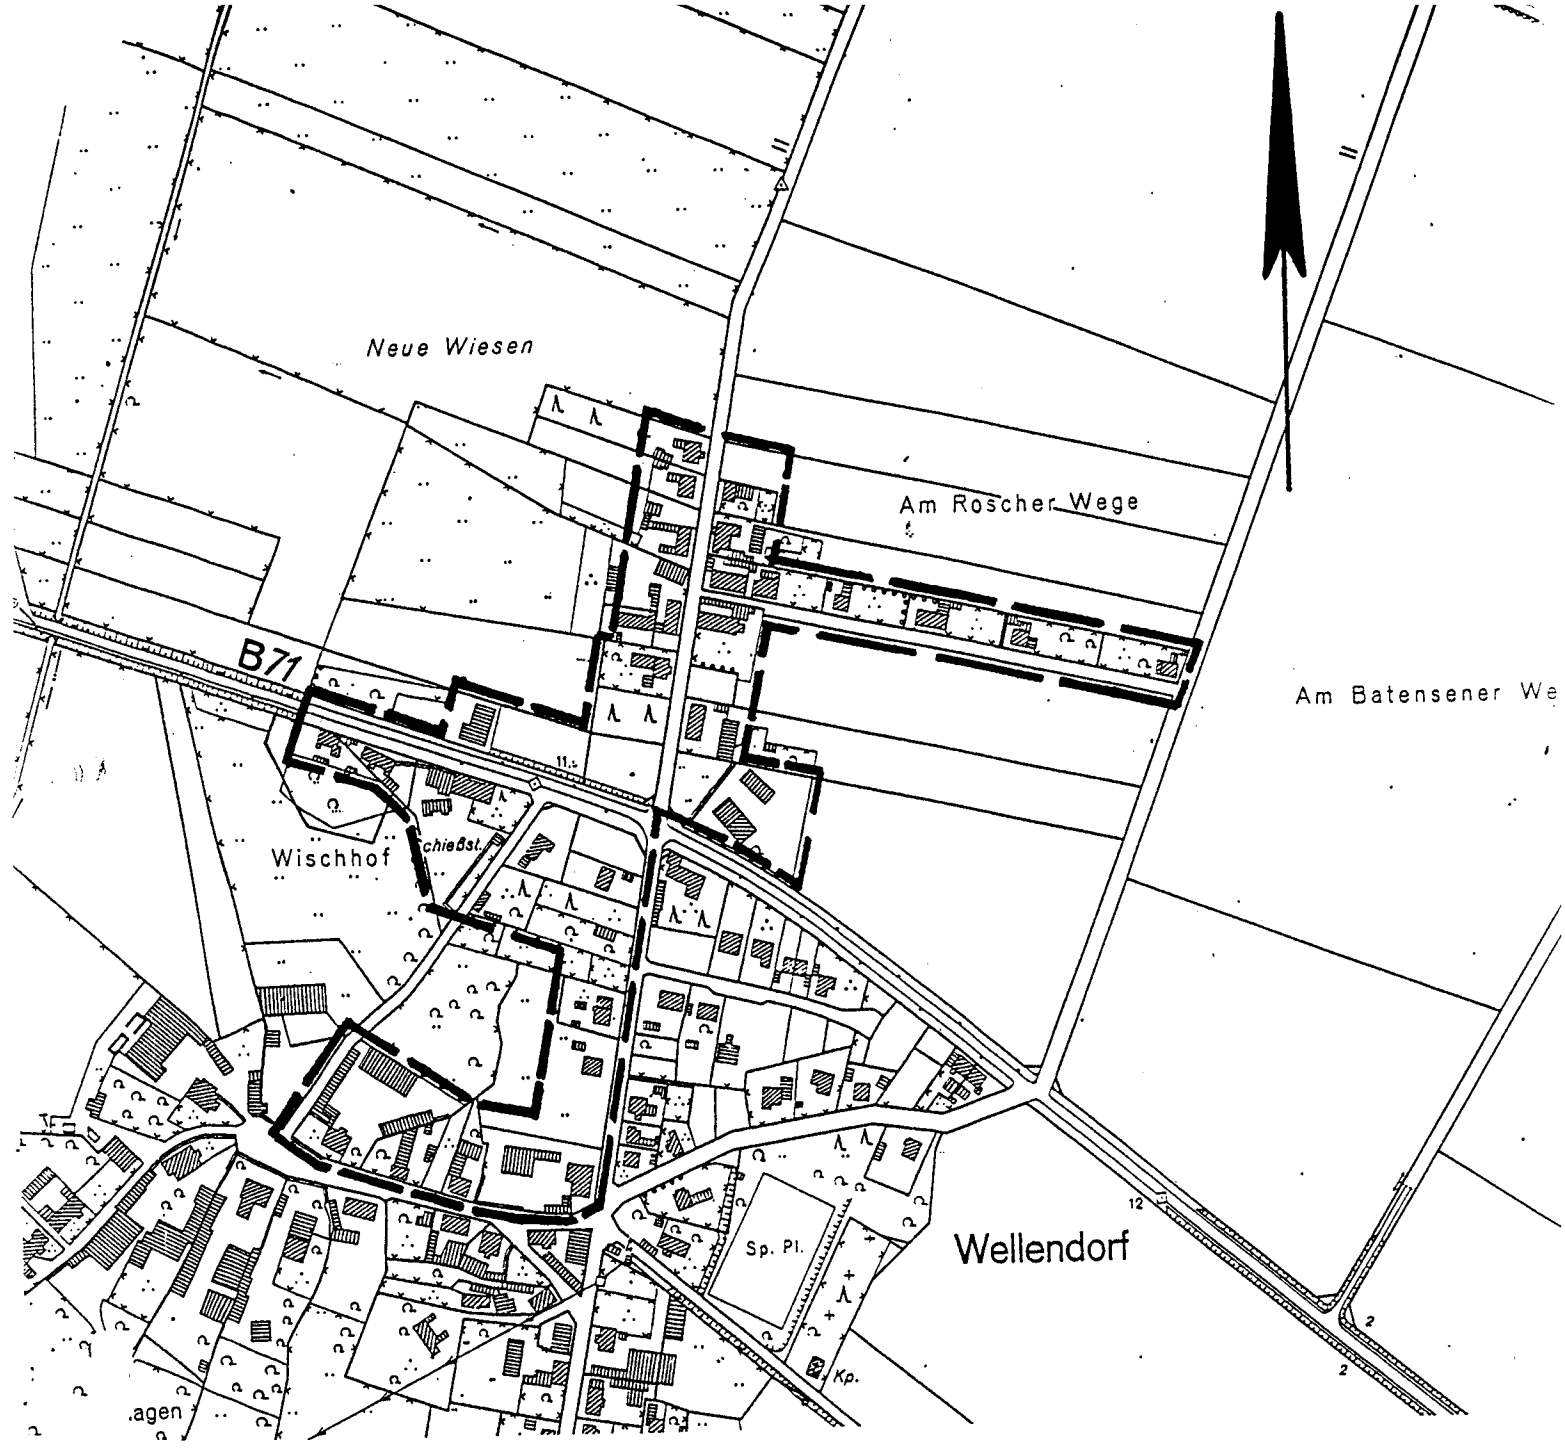 Neue Wiesen
Am Roscher Wege
B71
Am Batensener We
11.5
Wischhof
chießst.
12
Wellendorf
Sp. Pl.
2
2
Kp.
.agen